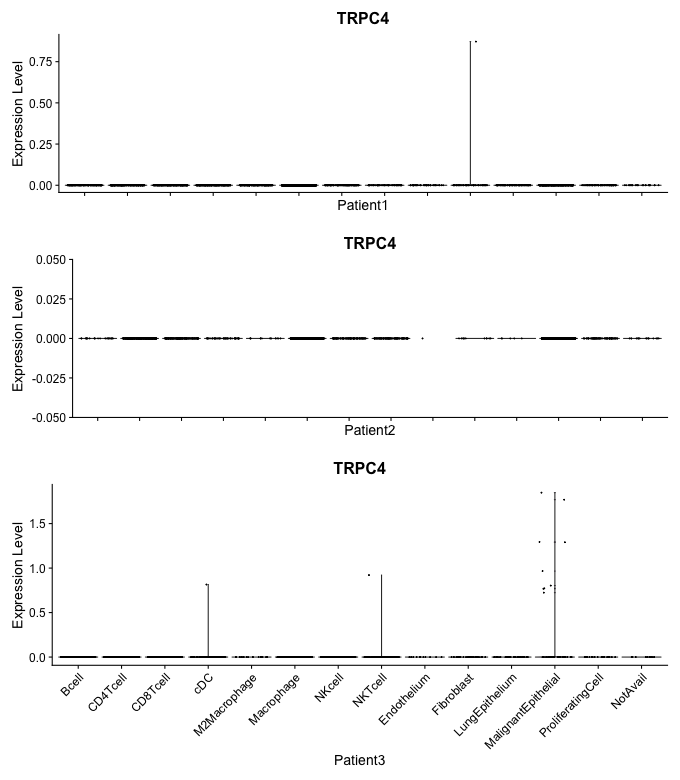 TRPC4
Expression Level
0.75
0.50
0.25
0.00
Patient1
TRPC4
Expression Level
0.050
0.025
0.000
-0.025
-0.050
Patient2
TRPC4
Expression Level
1.5
1.0
0.5
0.0
Bcell
CD4Tcell
CD8Tcell
cDC
M2Macrophage
Macrophage
NKcell
NKTcell
Endothelium
Fibroblast
LungEpithelium
MalignantEpithelial
ProliferatingCell
NotAvail
Patient3